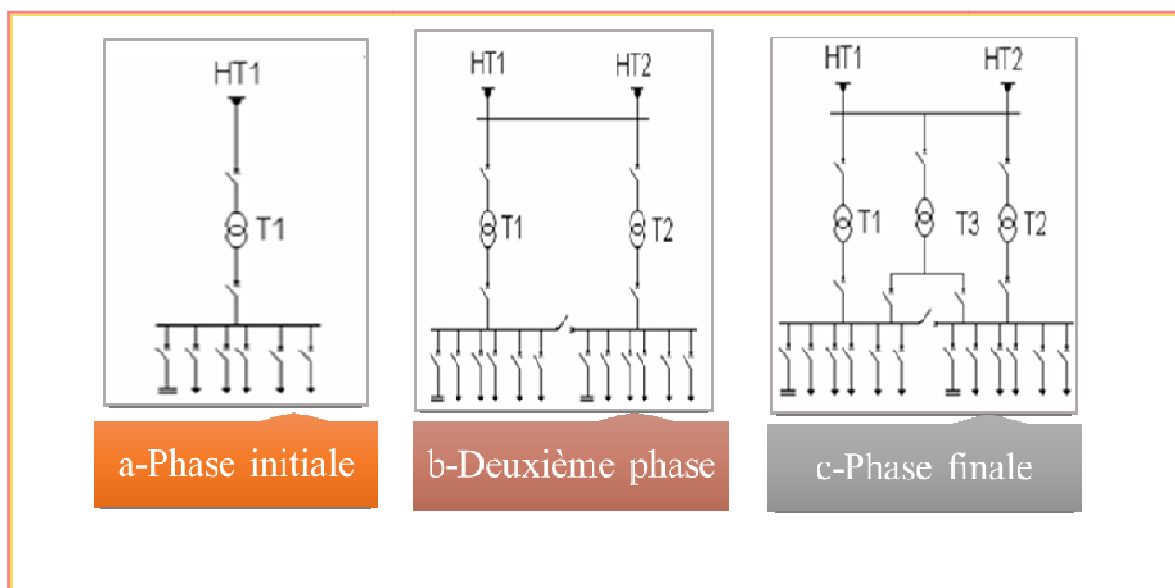 HT1
T1
a-Phase initiale
HT1 HT2
T1 T2
b-Deuxième phase
HT1 HT2
T1 T3 T2
c-Phase finale